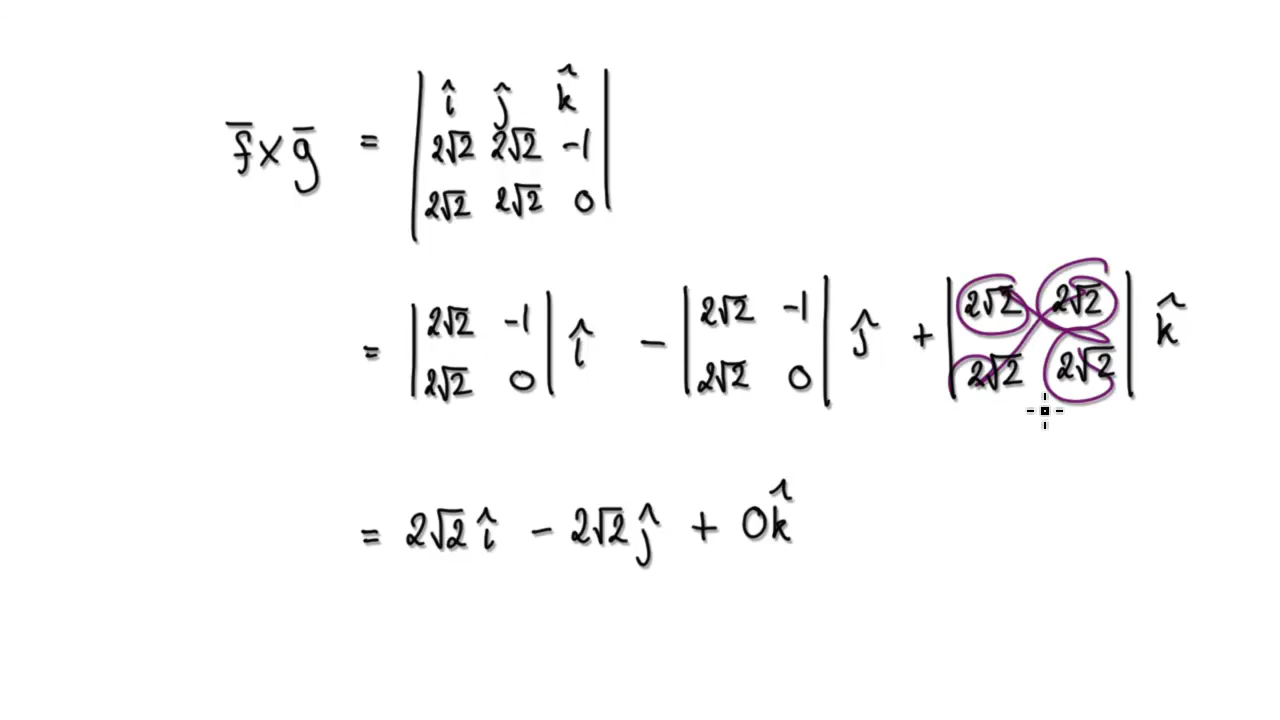 f̄ × ḡ = | î ĵ k̂ |
| 2√2 2√2 -1 |
| 2√2 2√2 0 |
= | 2√2 -1 | î - | 2√2 -1 | ĵ + | 2√2 2√2 | k̂
| 2√2 0 | | 2√2 0 | | 2√2 2√2 |
= 2√2 î - 2√2 ĵ + 0k̂